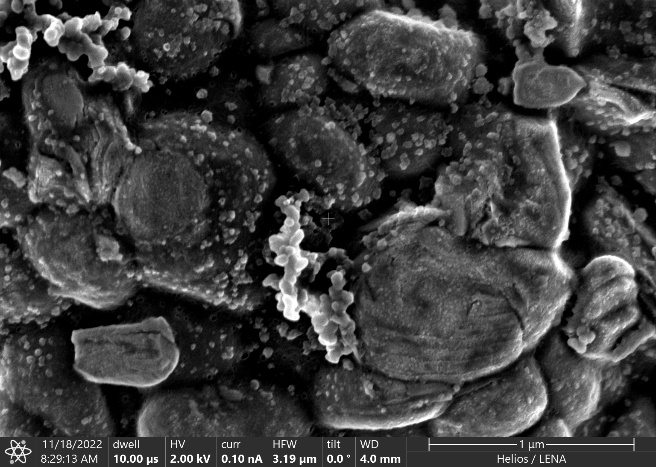 11/18/2022 dwell HV curr HFW tilt WD 1 µm
8:29:13 AM 10.00 µs 2.00 kV 0.10 nA 3.19 µm 0.0 ° 4.0 mm Helios / LENA